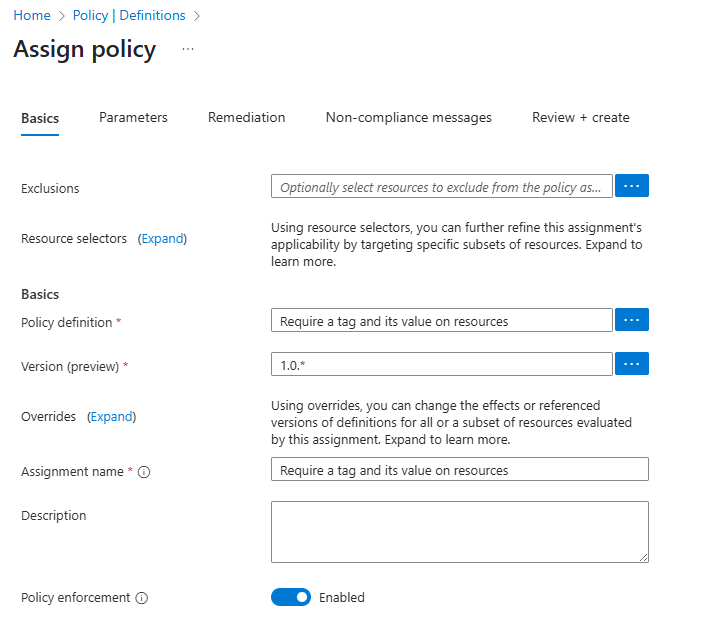 Home > Policy | Definitions >
Assign policy ...
Basics Parameters Remediation Non-compliance messages Review + create
Exclusions Optionally select resources to exclude from the policy as... ...
Resource selectors (Expand) Using resource selectors, you can further refine this assignment's
applicability by targeting specific subsets of resources. Expand to
learn more.
Basics
Policy definition * Require a tag and its value on resources ...
Version (preview) * 1.0.* ...
Overrides (Expand) Using overrides, you can change the effects or referenced
versions of definitions for all or a subset of resources evaluated
by this assignment. Expand to learn more.
Assignment name * Require a tag and its value on resources
Description
Policy enforcement Enabled